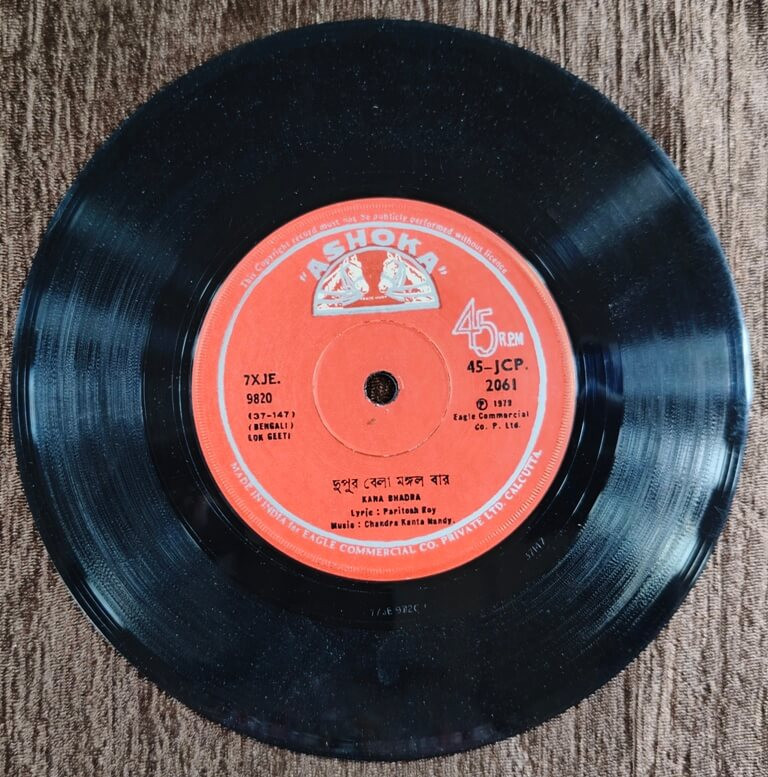 This Copyright record must not be publicly performed without licence
"ASHOKA"
TRADE MARK
45 R.P.M
7XJE.
9820
(37-147)
(BENGALI)
LOK GEETI
45-JCP.
2061
Ⓟ 1979
Eagle Commercial
Co. P. Ltd.
দুপুর বেলা মঙ্গল বার
KANA BHADRA
Lyric : Paritosh Roy
Music : Chandra Kanta Nandy.
MADE IN INDIA for EAGLE COMMERCIAL CO. PRIVATE LTD. CALCUTTA.